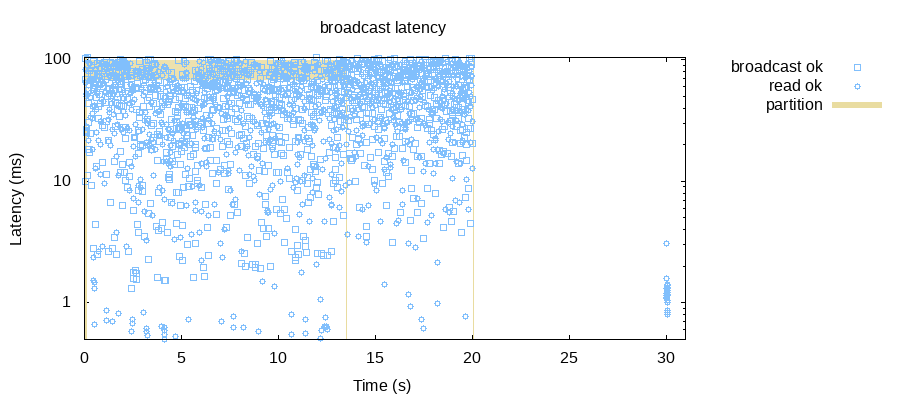 broadcast latency
100
10
1
Latency (ms)
0 5 10 15 20 25 30
Time (s)
broadcast ok
read ok
partition